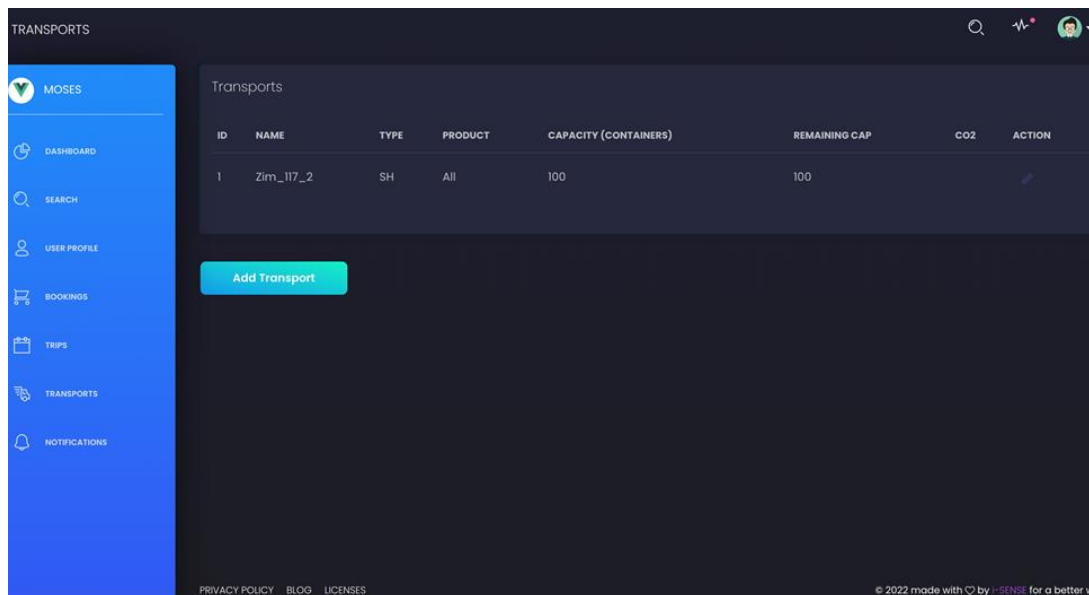 TRANSPORTS
MOSES
DASHBOARD
SEARCH
USER PROFILE
BOOKINGS
TRIPS
TRANSPORTS
NOTIFICATIONS
Transports
ID NAME TYPE PRODUCT CAPACITY (CONTAINERS) REMAINING CAP CO2 ACTION
1 Zim_117_2 SH All 100 100
Add Transport
PRIVACY POLICY BLOG LICENSES
© 2022 made with ♡ by i-SENSE for a better